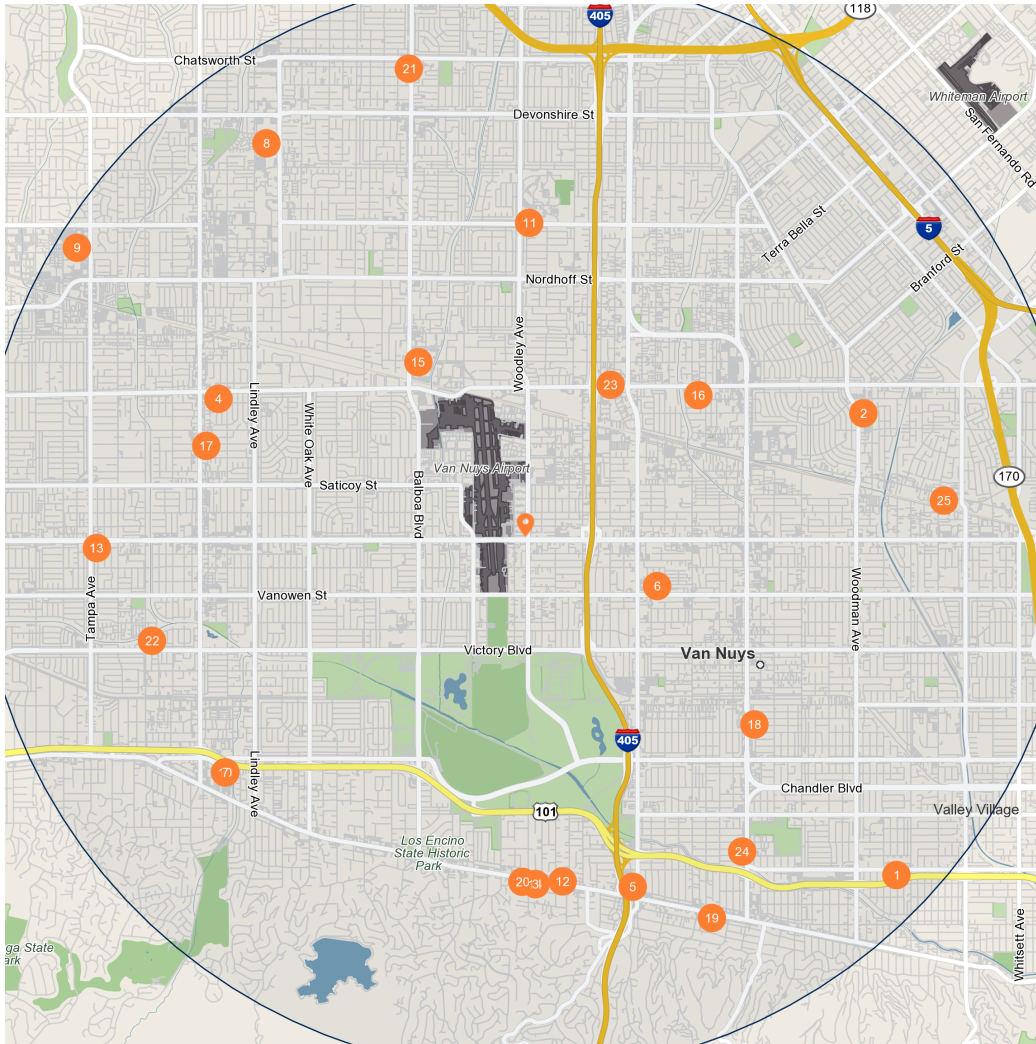 405
118
Chatsworth St
21
Whiteman Airport
Devonshire St
San Fernando Rd
8
11
Terra Bella St
5
9
Branford St
Nordhoff St
Woodley Ave
15
23
4
16
Lindley Ave
White Oak Ave
2
17
Van Nuys Airport
Balboa Blvd
170
Saticoy St
25
13
6
Tampa Ave
Vanowen St
Woodman Ave
22
Victory Blvd
Van Nuys
18
405
Lindley Ave
Chandler Blvd
101
Valley Village
Los Encino
State Historic
Park
24
20
12
5
1
19
Whitsett Ave
ga State
ark